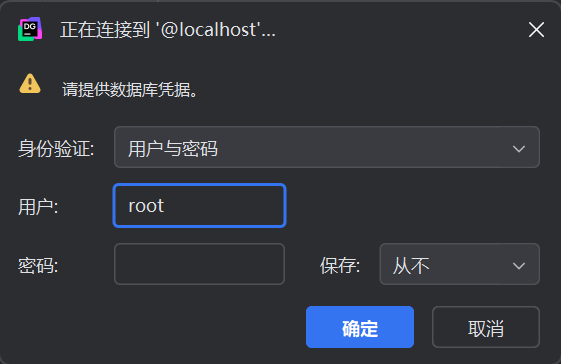 DG 正在连接到 '@localhost'...
请提供数据库凭据。
身份验证: 用户与密码
用户: root
密码: 保存: 从不
确定 取消